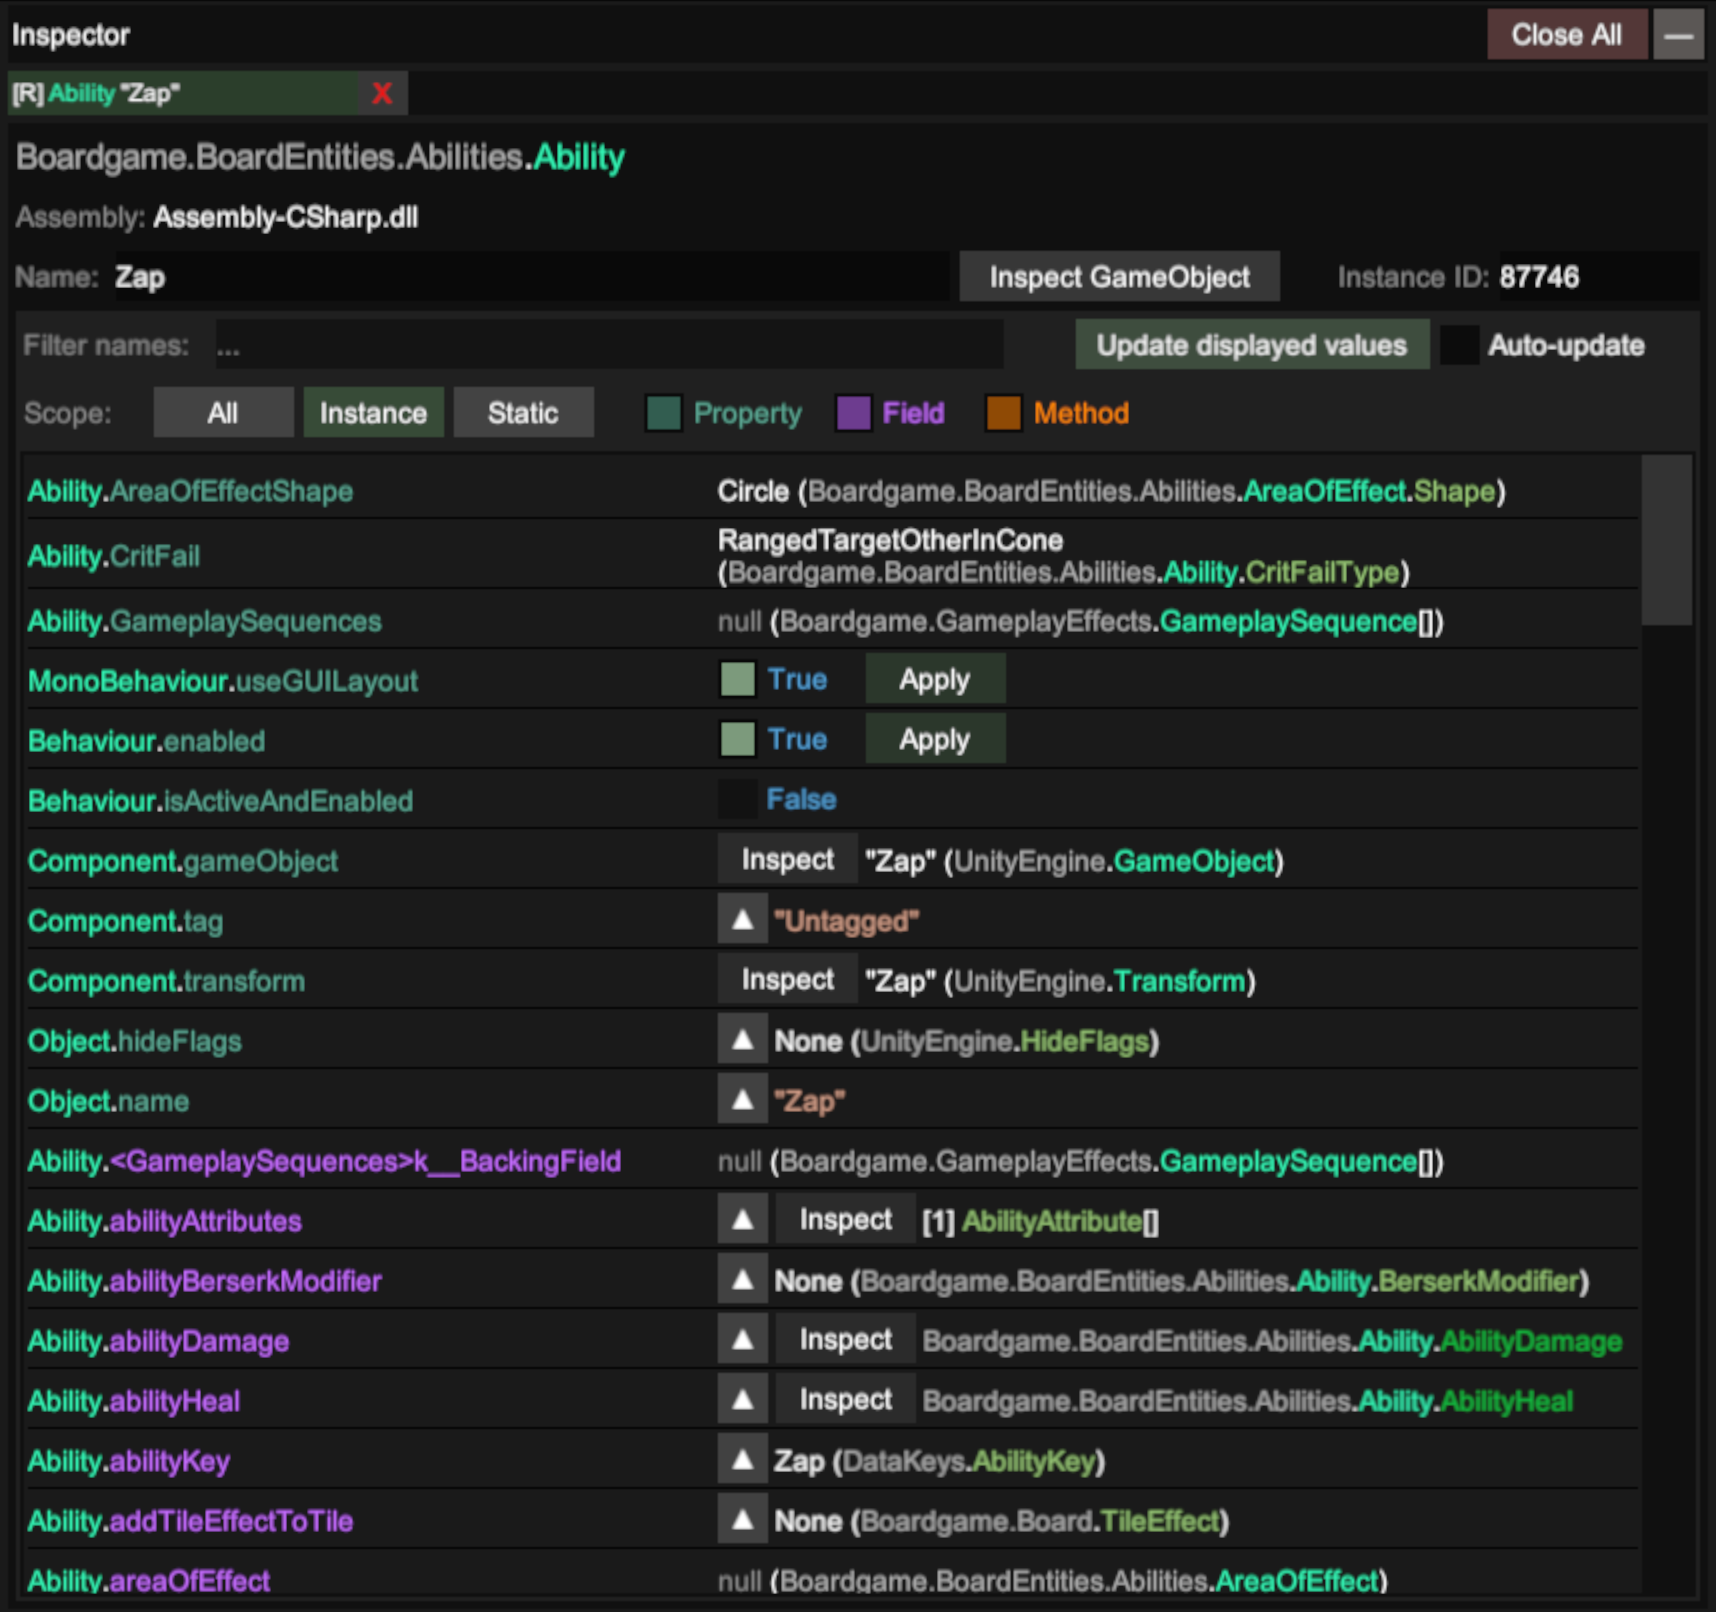 Inspector
Close All —
[R] Ability "Zap" X
Boardgame.BoardEntities.Abilities.Ability
Assembly: Assembly-CSharp.dll
Name: Zap Inspect GameObject Instance ID: 87746
Filter names: ... Update displayed values Auto-update
Scope: All Instance Static Property Field Method
Ability.AreaOfEffectShape Circle (Boardgame.BoardEntities.Abilities.AreaOfEffect.Shape)
Ability.CritFail RangedTargetOtherInCone
(Boardgame.BoardEntities.Abilities.Ability.CritFailType)
Ability.GameplaySequences null (Boardgame.GameplayEffects.GameplaySequence[])
MonoBehaviour.useGUILayout True Apply
Behaviour.enabled True Apply
Behaviour.isActiveAndEnabled False
Component.gameObject Inspect "Zap" (UnityEngine.GameObject)
Component.tag ▲ "Untagged"
Component.transform Inspect "Zap" (UnityEngine.Transform)
Object.hideFlags ▲ None (UnityEngine.HideFlags)
Object.name ▲ "Zap"
Ability.<GameplaySequences>k__BackingField null (Boardgame.GameplayEffects.GameplaySequence[])
Ability.abilityAttributes ▲ Inspect [1] AbilityAttribute[]
Ability.abilityBerserkModifier ▲ None (Boardgame.BoardEntities.Abilities.Ability.BerserkModifier)
Ability.abilityDamage ▲ Inspect Boardgame.BoardEntities.Abilities.Ability.AbilityDamage
Ability.abilityHeal ▲ Inspect Boardgame.BoardEntities.Abilities.Ability.AbilityHeal
Ability.abilityKey ▲ Zap (DataKeys.AbilityKey)
Ability.addTileEffectToTile ▲ None (Boardgame.Board.TileEffect)
Ability.areaOfEffect null (Boardgame.BoardEntities.Abilities.AreaOfEffect)